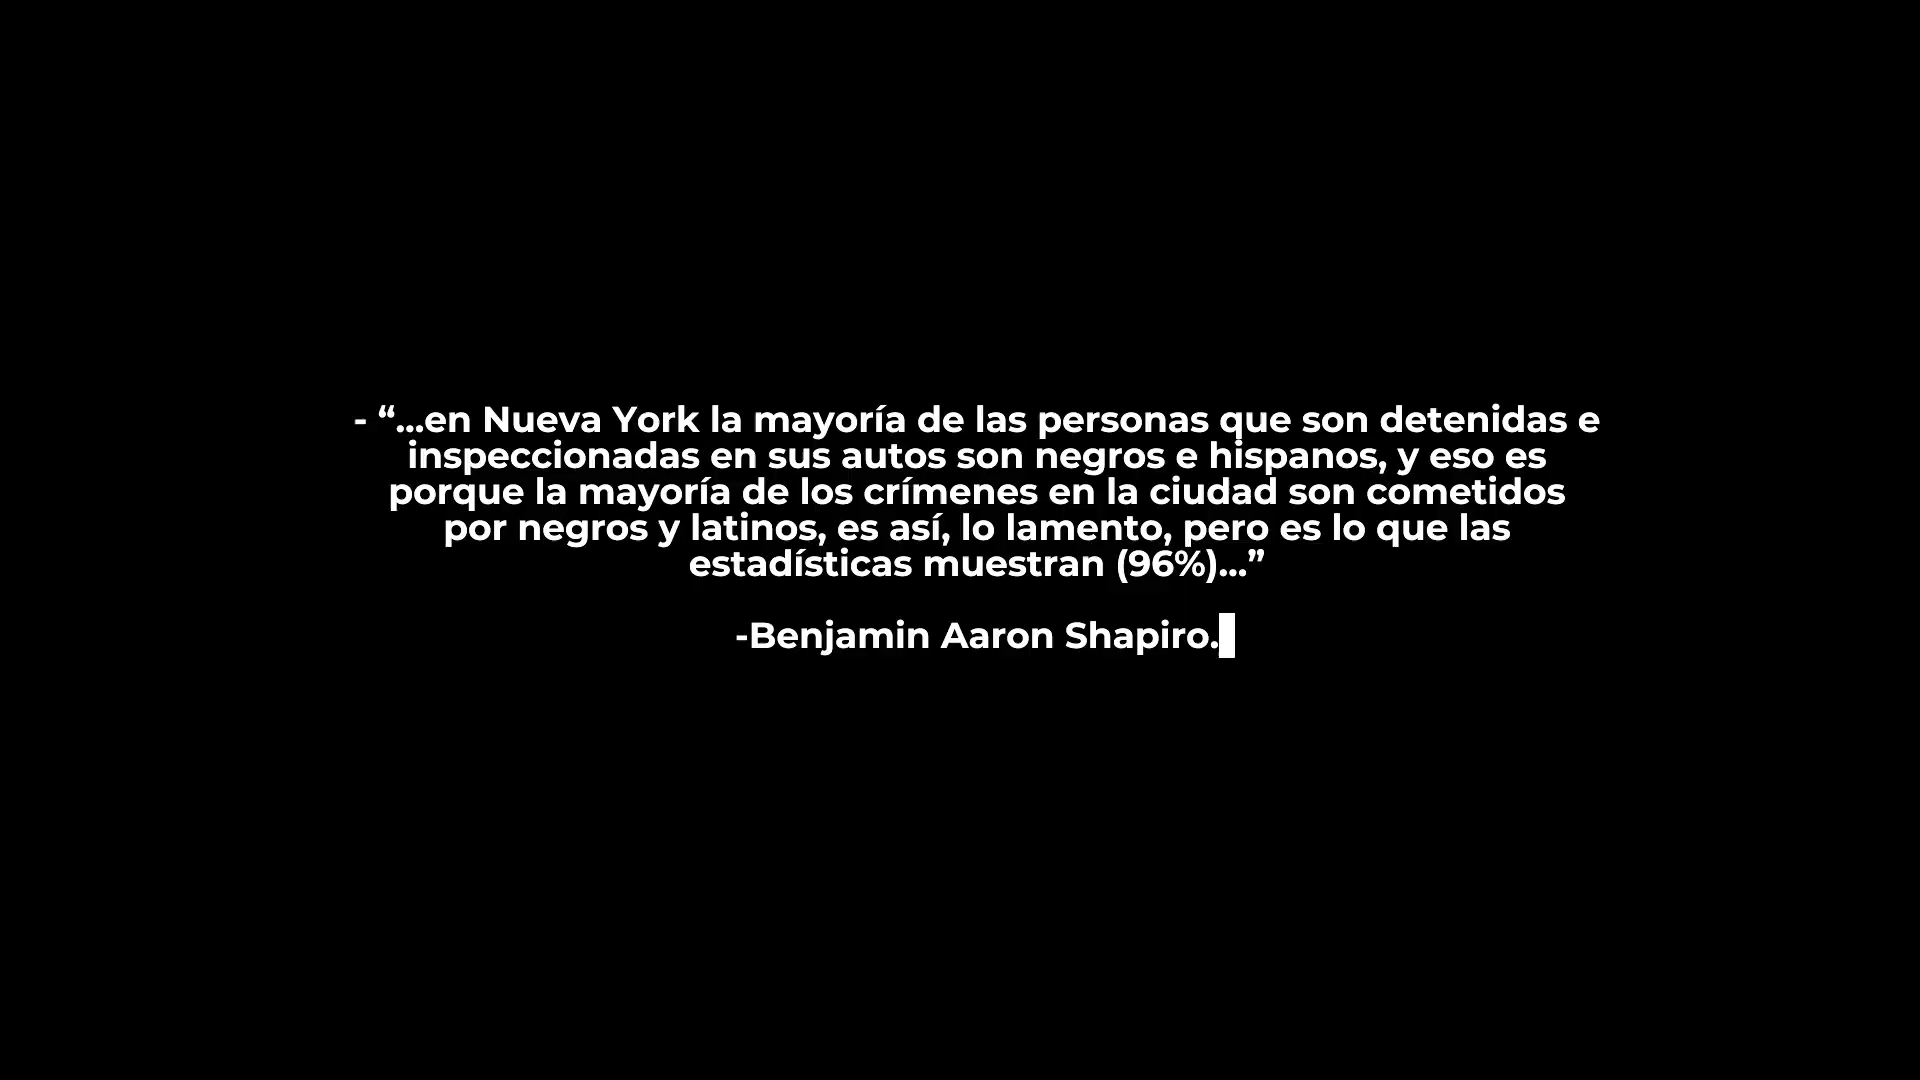 - “...en Nueva York la mayoría de las personas que son detenidas e
inspeccionadas en sus autos son negros e hispanos, y eso es
porque la mayoría de los crímenes en la ciudad son cometidos
por negros y latinos, es así, lo lamento, pero es lo que las
estadísticas muestran (96%)...”
-Benjamin Aaron Shapiro.